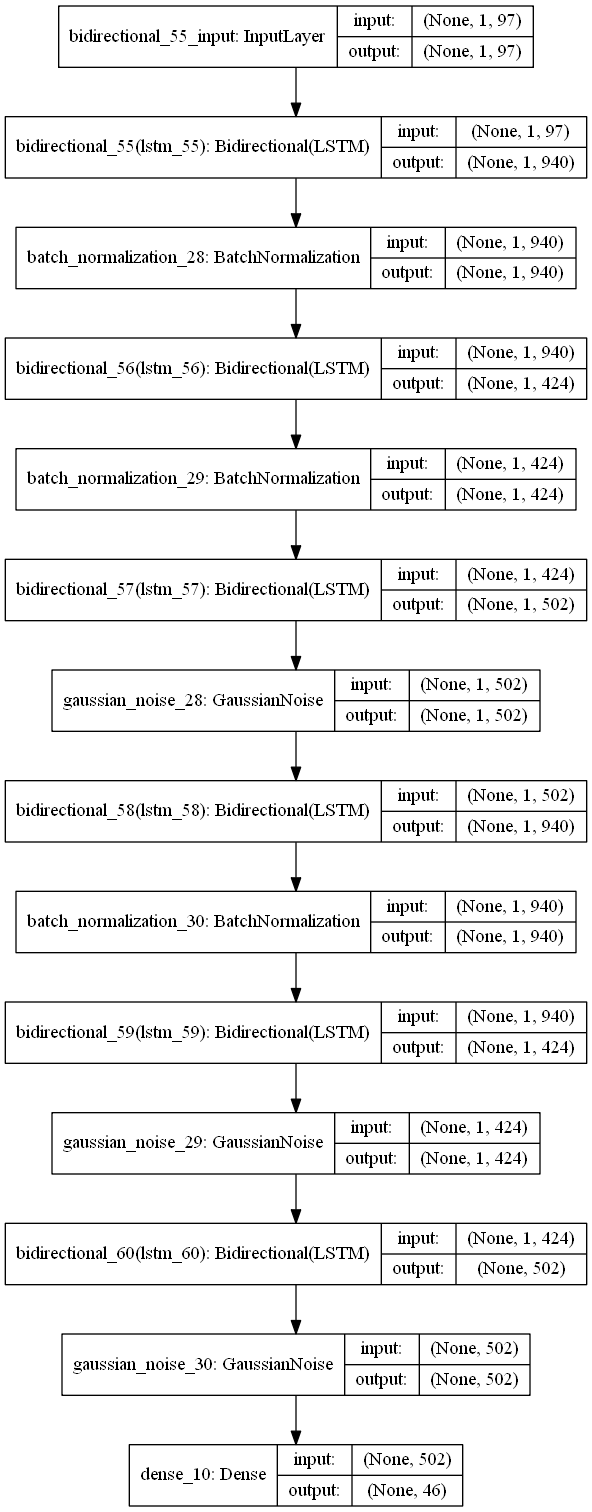 bidirectional_55_input: InputLayer
input: (None, 1, 97)
output: (None, 1, 97)
bidirectional_55(lstm_55): Bidirectional(LSTM)
input: (None, 1, 97)
output: (None, 1, 940)
batch_normalization_28: BatchNormalization
input: (None, 1, 940)
output: (None, 1, 940)
bidirectional_56(lstm_56): Bidirectional(LSTM)
input: (None, 1, 940)
output: (None, 1, 424)
batch_normalization_29: BatchNormalization
input: (None, 1, 424)
output: (None, 1, 424)
bidirectional_57(lstm_57): Bidirectional(LSTM)
input: (None, 1, 424)
output: (None, 1, 502)
gaussian_noise_28: GaussianNoise
input: (None, 1, 502)
output: (None, 1, 502)
bidirectional_58(lstm_58): Bidirectional(LSTM)
input: (None, 1, 502)
output: (None, 1, 940)
batch_normalization_30: BatchNormalization
input: (None, 1, 940)
output: (None, 1, 940)
bidirectional_59(lstm_59): Bidirectional(LSTM)
input: (None, 1, 940)
output: (None, 1, 424)
gaussian_noise_29: GaussianNoise
input: (None, 1, 424)
output: (None, 1, 424)
bidirectional_60(lstm_60): Bidirectional(LSTM)
input: (None, 1, 424)
output: (None, 502)
gaussian_noise_30: GaussianNoise
input: (None, 502)
output: (None, 502)
dense_10: Dense
input: (None, 502)
output: (None, 46)